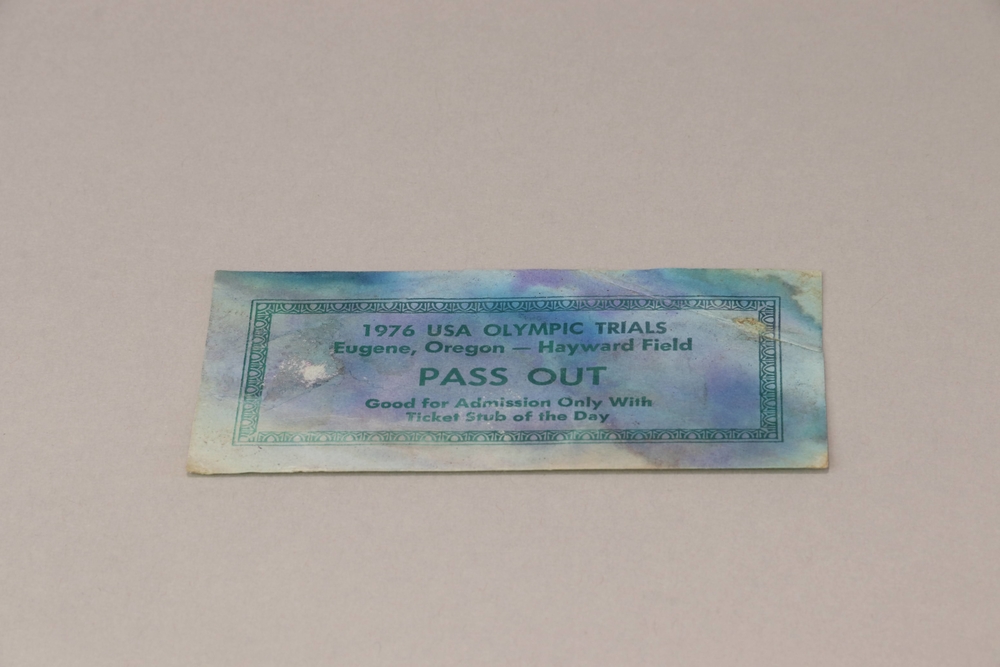 1976 USA OLYMPIC TRIALS
Eugene, Oregon — Hayward Field
PASS OUT
Good for Admission Only With
Ticket Stub of the Day